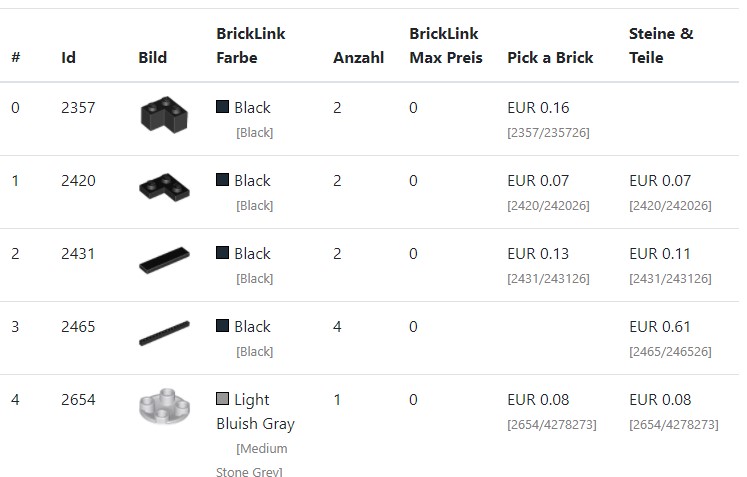 # Id Bild BrickLink Farbe Anzahl BrickLink Max Preis Pick a Brick Steine & Teile
0 2357 Black 2 0 EUR 0.16
[Black] [2357/235726]
1 2420 Black 2 0 EUR 0.07 EUR 0.07
[Black] [2420/242026] [2420/242026]
2 2431 Black 2 0 EUR 0.13 EUR 0.11
[Black] [2431/243126] [2431/243126]
3 2465 Black 4 0 EUR 0.61
[Black] [2465/246526]
4 2654 Light 1 0 EUR 0.08 EUR 0.08
Bluish Gray [2654/4278273] [2654/4278273]
[Medium
Stone Grey]